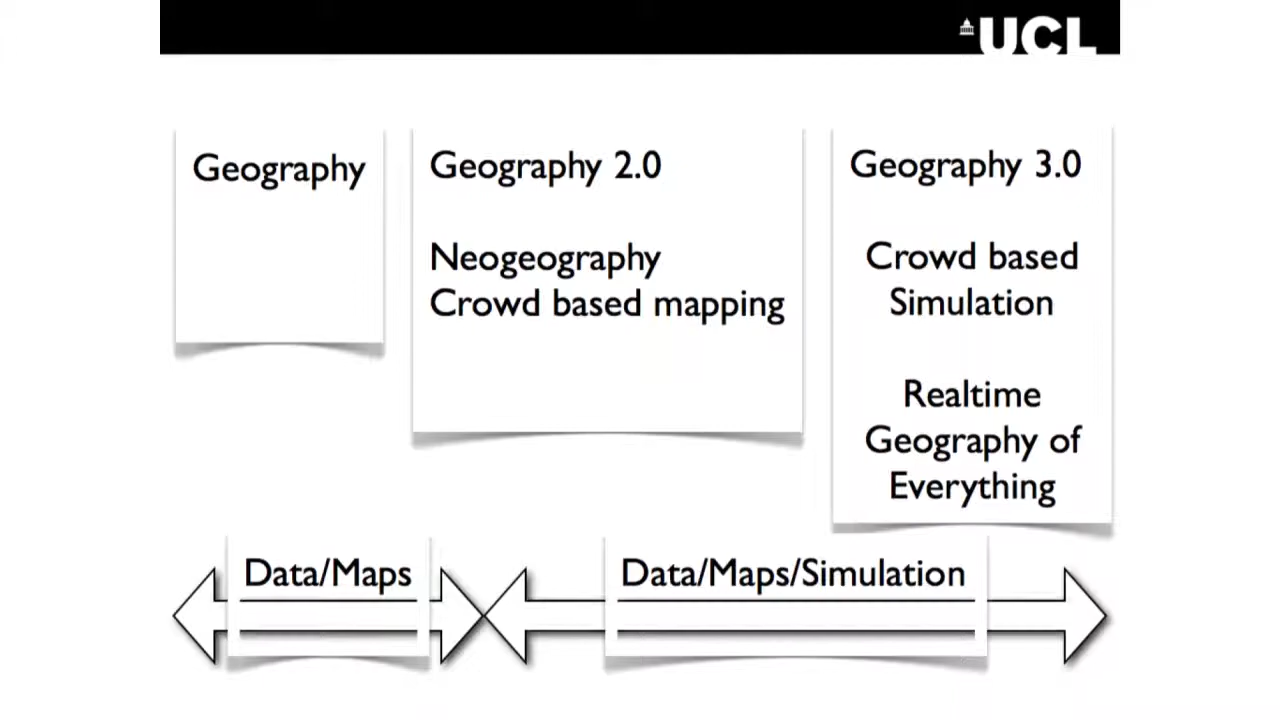 UCL
Geography
Geography 2.0
Neogeography
Crowd based mapping
Geography 3.0
Crowd based
Simulation
Realtime
Geography of
Everything
Data/Maps
Data/Maps/Simulation